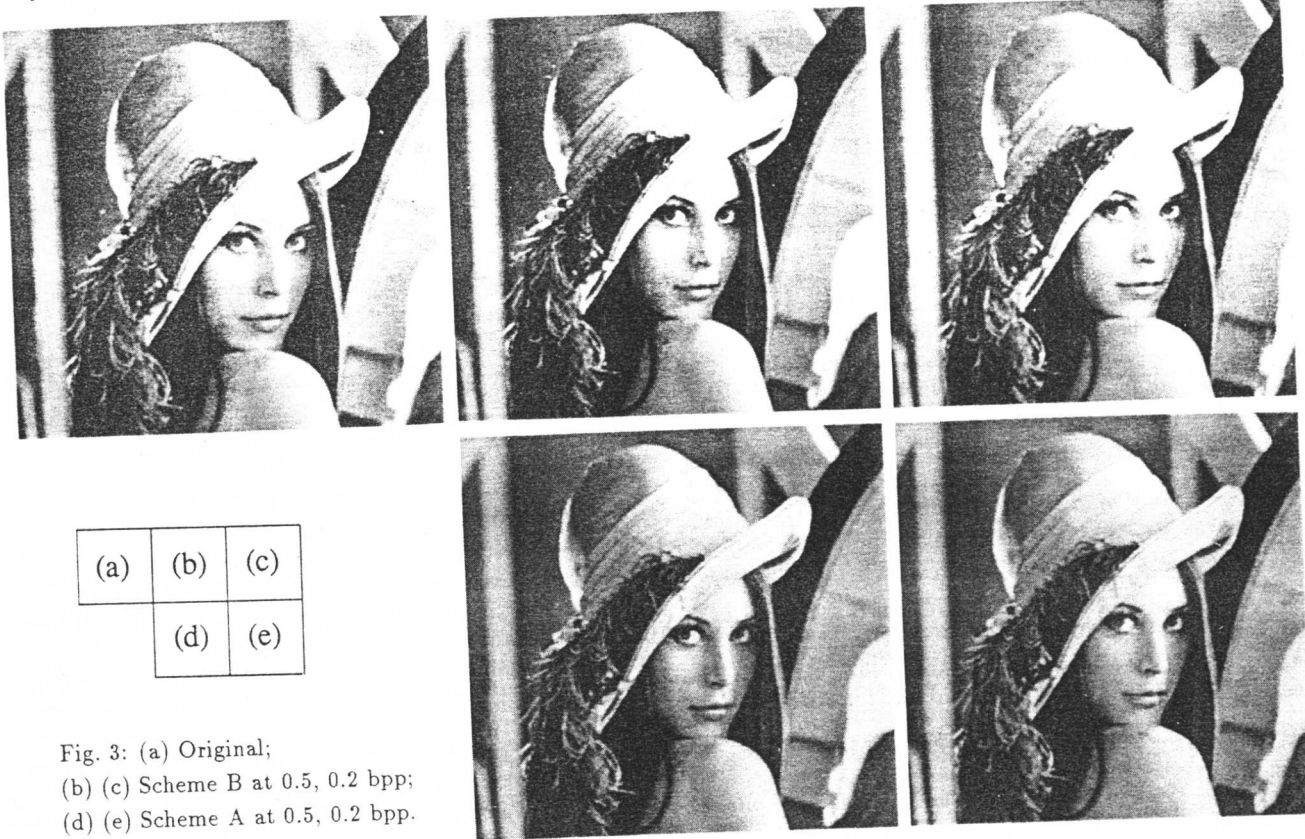 (a) (b) (c)
(d) (e)
Fig. 3: (a) Original;
(b) (c) Scheme B at 0.5, 0.2 bpp;
(d) (e) Scheme A at 0.5, 0.2 bpp.